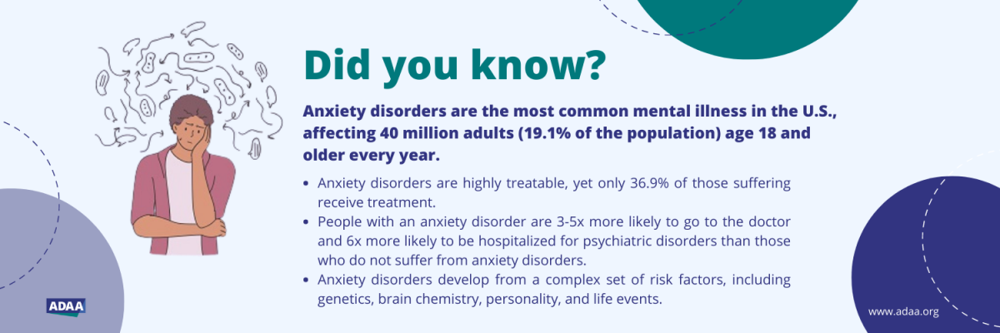 Did you know?
Anxiety disorders are the most common mental illness in the U.S.,
affecting 40 million adults (19.1% of the population) age 18 and
older every year.
• Anxiety disorders are highly treatable, yet only 36.9% of those suffering
receive treatment.
• People with an anxiety disorder are 3-5x more likely to go to the doctor
and 6x more likely to be hospitalized for psychiatric disorders than those
who do not suffer from anxiety disorders.
• Anxiety disorders develop from a complex set of risk factors, including
genetics, brain chemistry, personality, and life events.
ADAA
www.adaa.org